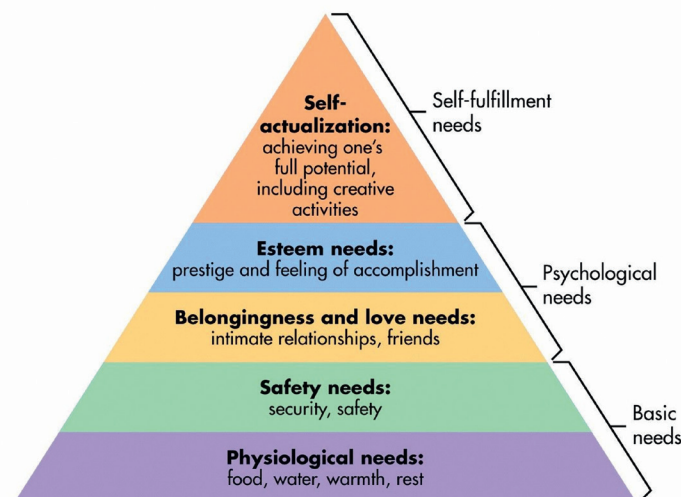 Self-
actualization:
achieving one's
full potential,
including creative
activities
Self-fulfillment
needs
Esteem needs:
prestige and feeling of accomplishment
Psychological
needs
Belongingness and love needs:
intimate relationships, friends
Safety needs:
security, safety
Basic
needs
Physiological needs:
food, water, warmth, rest